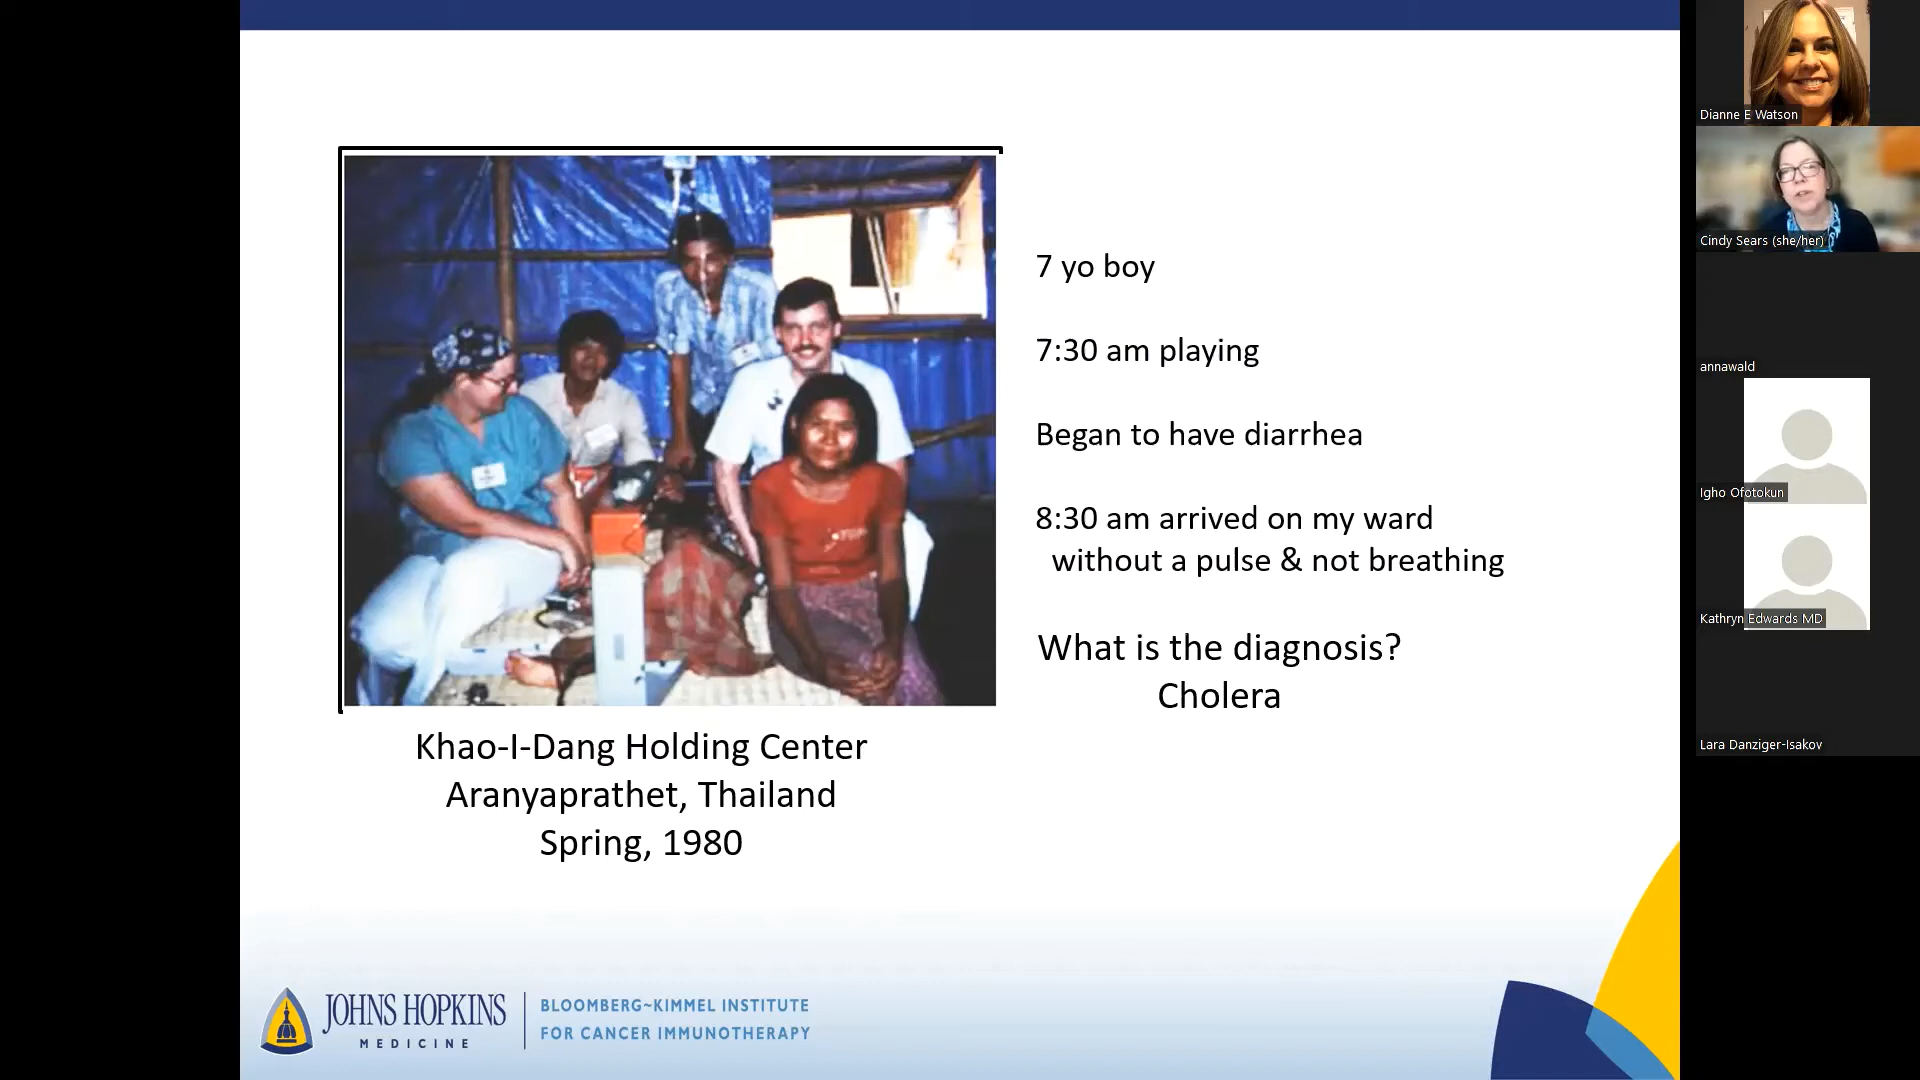 7 yo boy
7:30 am playing
Began to have diarrhea
8:30 am arrived on my ward
without a pulse & not breathing
What is the diagnosis?
Cholera
Khao-I-Dang Holding Center
Aranyaprathet, Thailand
Spring, 1980
JOHNS HOPKINS
MEDICINE
BLOOMBERG~KIMMEL INSTITUTE
FOR CANCER IMMUNOTHERAPY
Dianne E Watson
Cindy Sears (she/her)
annawald
Igho Ofotokun
Kathryn Edwards MD
Lara Danziger-Isakov